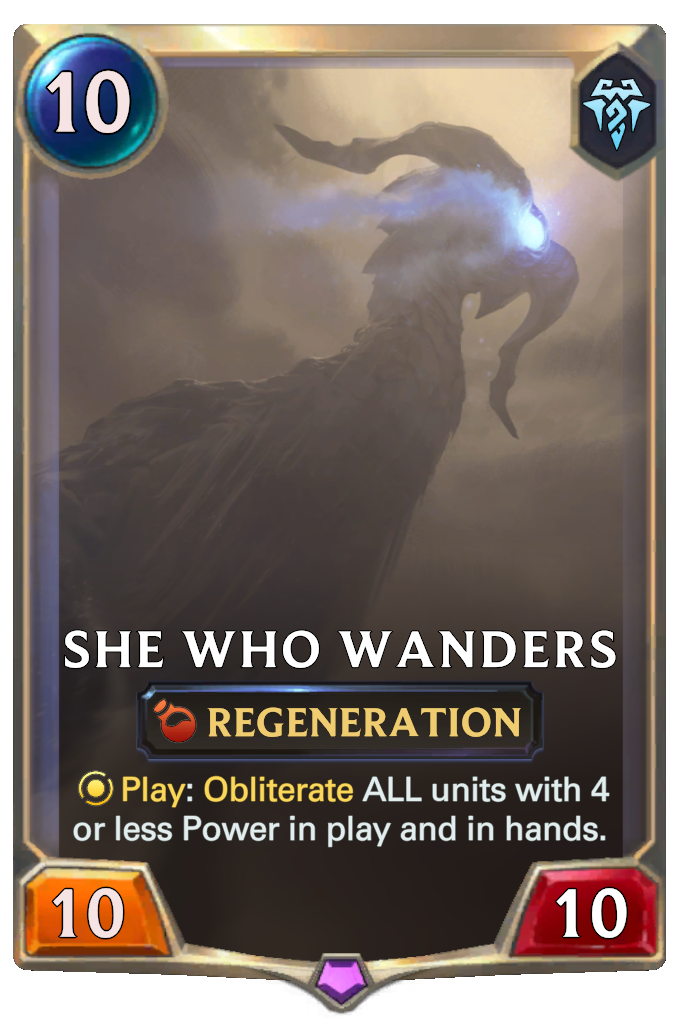 10
SHE WHO WANDERS
REGENERATION
Play: Obliterate ALL units with 4
or less Power in play and in hands.
10 10